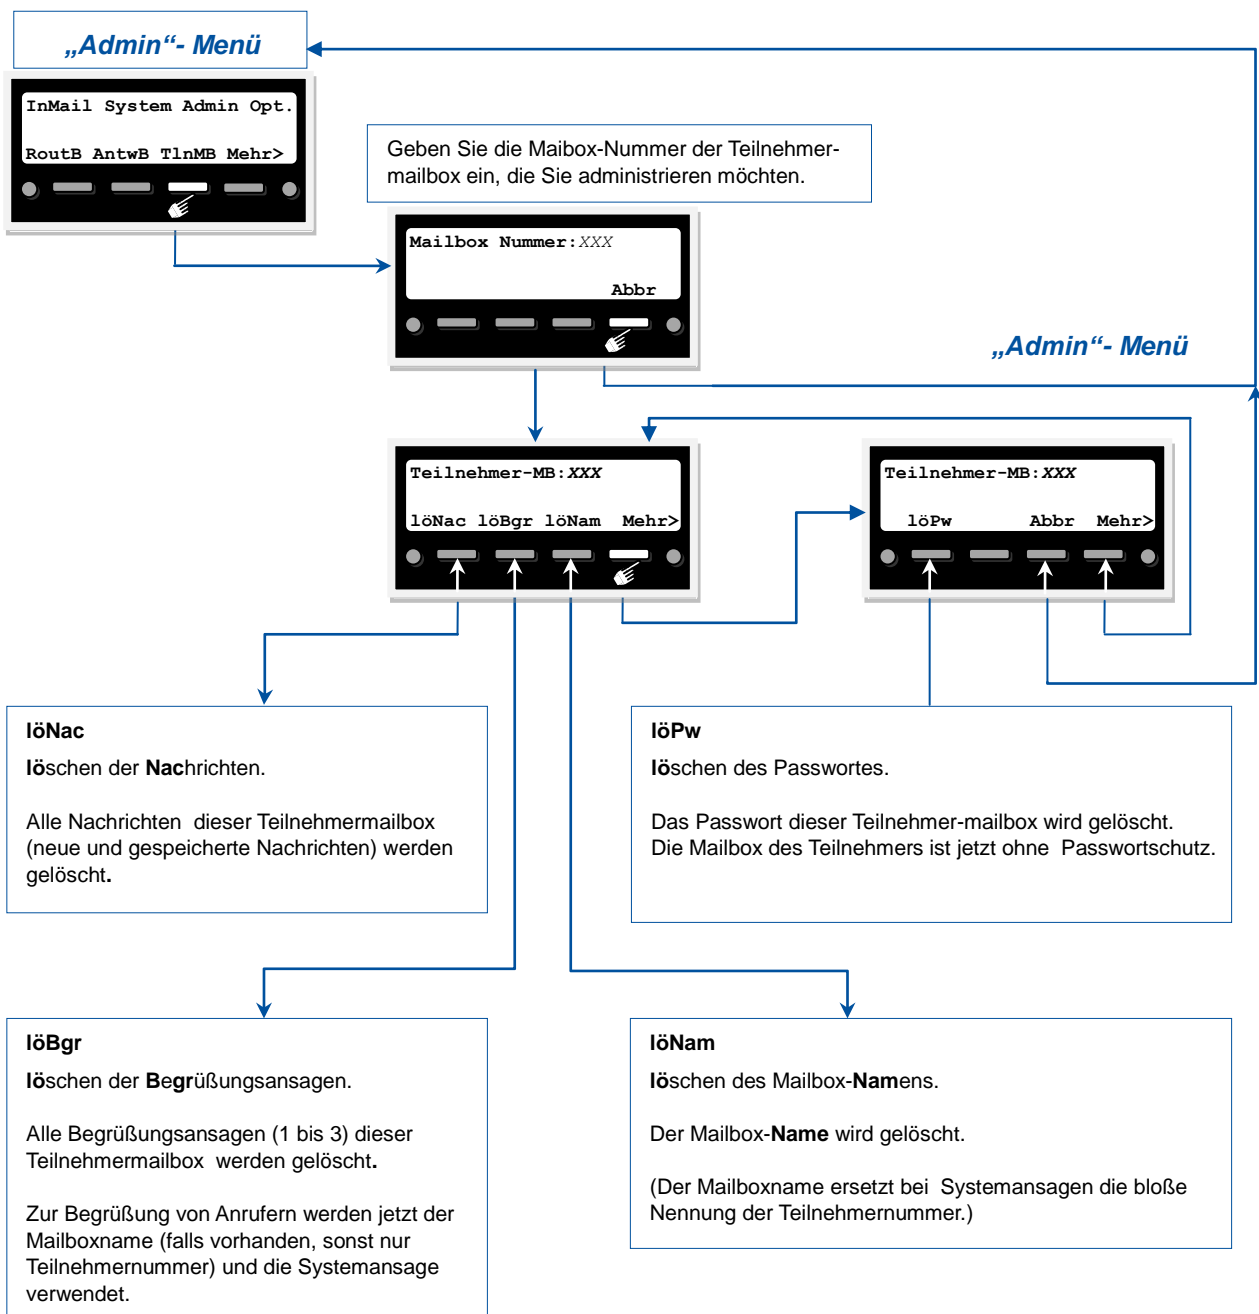 „Admin“- Menü
InMail System Admin Opt.
RoutB AntwB TlnMB Mehr>
Geben Sie die Maibox-Nummer der Teilnehmer-
mailbox ein, die Sie administrieren möchten.
Mailbox Nummer:XXX
Abbr
„Admin“- Menü
Teilnehmer-MB:XXX
löNac löBgr löNam Mehr>
Teilnehmer-MB:XXX
löPw Abbr Mehr>
löNac
löschen der Nachrichten.
Alle Nachrichten dieser Teilnehmermailbox
(neue und gespeicherte Nachrichten) werden
gelöscht.
löPw
löschen des Passwortes.
Das Passwort dieser Teilnehmer-mailbox wird gelöscht.
Die Mailbox des Teilnehmers ist jetzt ohne Passwortschutz.
löBgr
löschen der Begrüßungsansagen.
Alle Begrüßungsansagen (1 bis 3) dieser
Teilnehmermailbox werden gelöscht.
Zur Begrüßung von Anrufern werden jetzt der
Mailboxname (falls vorhanden, sonst nur
Teilnehmernummer) und die Systemansage
verwendet.
löNam
löschen des Mailbox-Namens.
Der Mailbox-Name wird gelöscht.
(Der Mailboxname ersetzt bei Systemansagen die bloße
Nennung der Teilnehmernummer.)